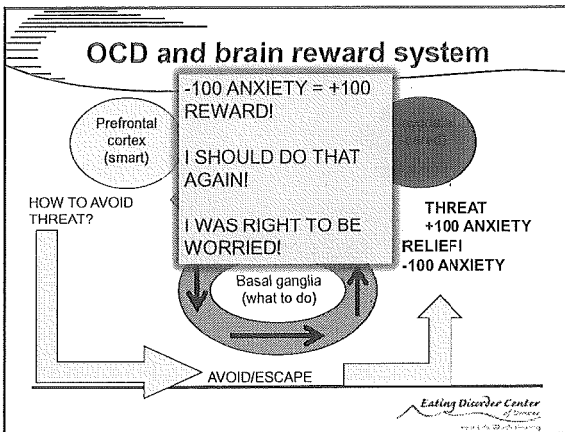 OCD and brain reward system
-100 ANXIETY = +100
REWARD!
I SHOULD DO THAT
AGAIN!
I WAS RIGHT TO BE
WORRIED!
Prefrontal
cortex
(smart)
HOW TO AVOID
THREAT?
THREAT
+100 ANXIETY
RELIEF!
-100 ANXIETY
Basal ganglia
(what to do)
AVOID/ESCAPE
Eating Disorder Center
of Denver